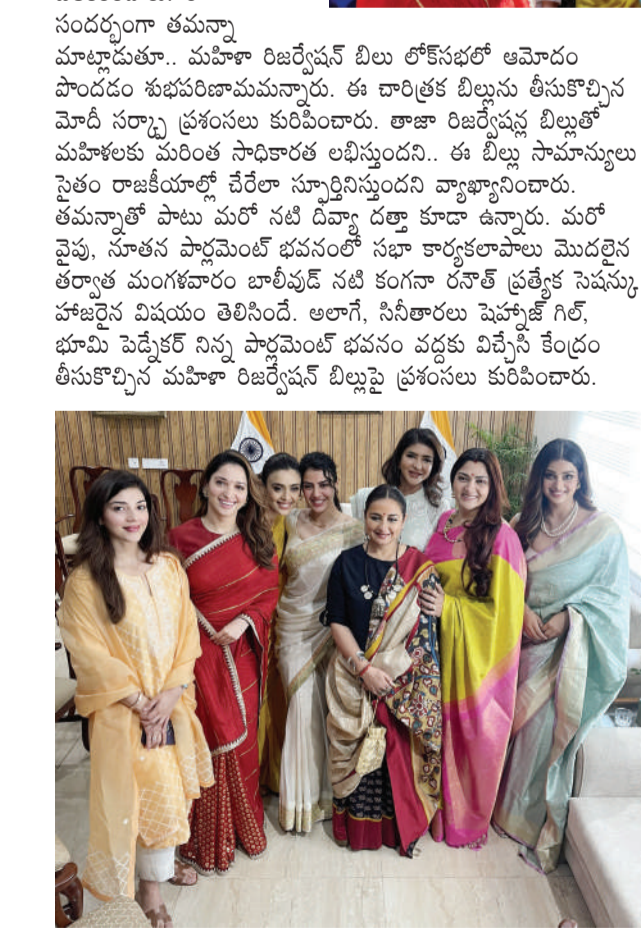 సందర్భంగా తమన్నా
మాట్లాడుతూ.. మహిళా రిజర్వేషన్ బిలు లోక్‌సభలో ఆమోదం
పొందడం శుభపరిణామమన్నారు. ఈ చారిత్రక బిల్లును తీసుకొచ్చిన
మోదీ సర్కార్పై ప్రశంసలు కురిపించారు. తాజా రిజర్వేషన్ల బిల్లుతో
మహిళలకు మరింత సాధికారత లభిస్తుందని.. ఈ బిల్లు సామాన్యులు
సైతం రాజకీయాల్లో చేరేలా స్ఫూర్తినిస్తుందని వ్యాఖ్యానించారు.
తమన్నాతో పాటు మరో నటి దివ్యా దత్తా కూడా ఉన్నారు. మరో
వైపు, నూతన పార్లమెంట్ భవనంలో సభా కార్యకలాపాలు మొదలైన
తర్వాత మంగళవారం బాలీవుడ్ నటి కంగనా రనౌత్ ప్రత్యేక సెషన్కు
హాజరైన విషయం తెలిసిందే. అలాగే, సినీతారలు షెహ్నాజ్ గిల్,
భూమి పెడ్నేకర్ నిన్న పార్లమెంట్ భవనం వద్దకు విచ్చేసి కేంద్రం
తీసుకొచ్చిన మహిళా రిజర్వేషన్ బిల్లుపై ప్రశంసలు కురిపించారు.